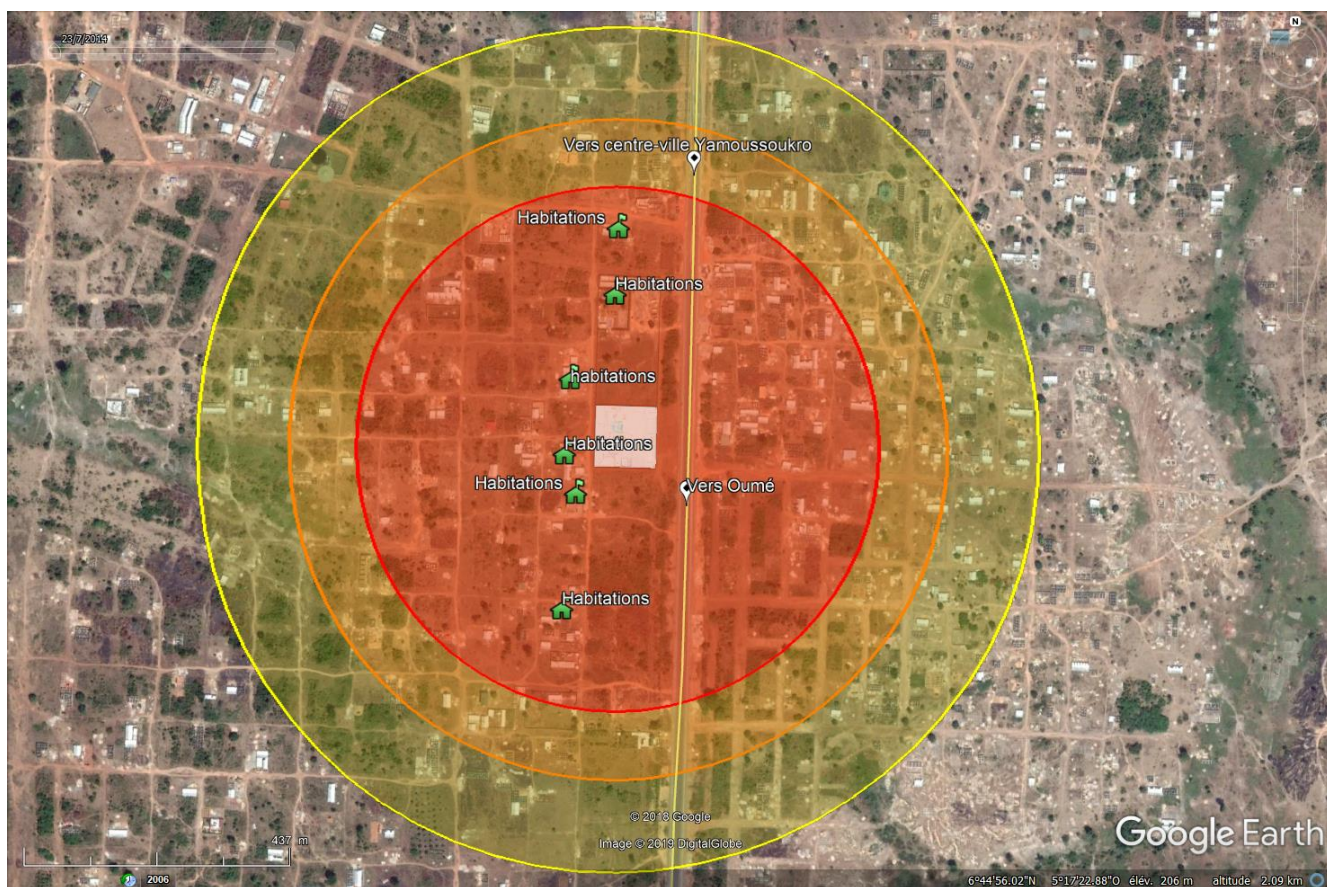 23/7/2014
N
Vers centre-ville Yamoussoukro
Habitations
Habitations
habitations
Habitations
Habitations
Vers Oumé
Habitations
© 2018 Google
Image © 2019 DigitalGlobe
Google Earth
437 m
2006
6°44'56.02"N 5°17'22.88"O élév. 206 m altitude 2.09 km